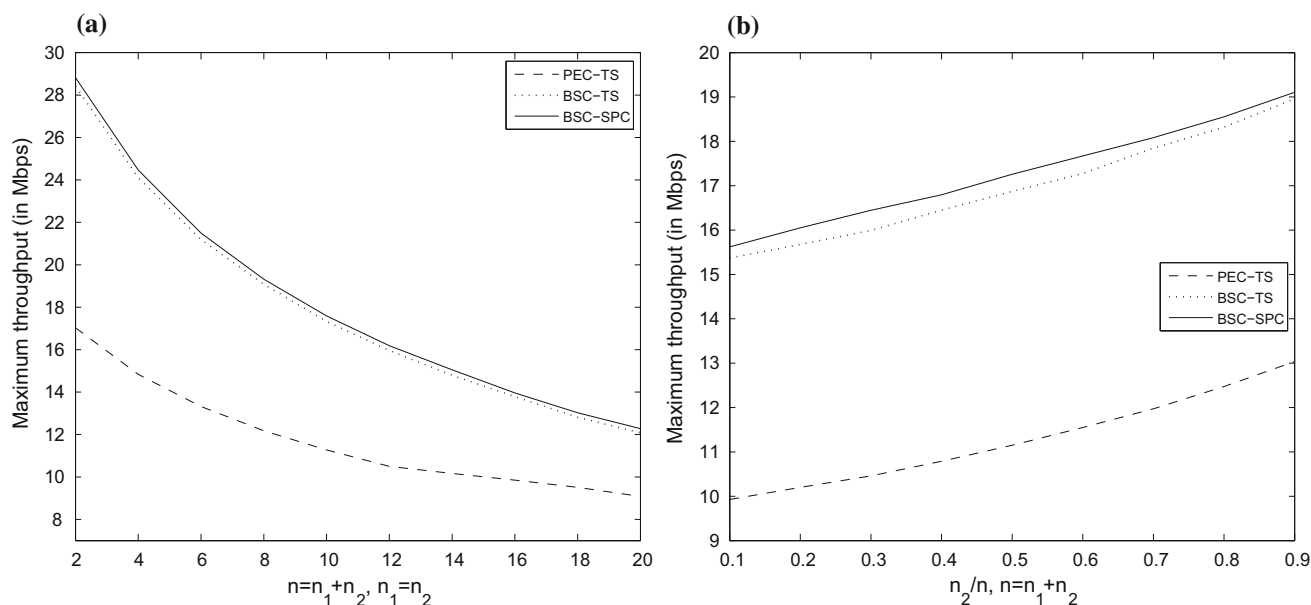 (a)
Maximum throughput (in Mbps)
30
28
26
24
22
20
18
16
14
12
10
8
2 4 6 8 10 12 14 16 18 20
n=n₁+n₂, n₁=n₂
PEC−TS
BSC−TS
BSC−SPC
(b)
Maximum throughput (in Mbps)
20
19
18
17
16
15
14
13
12
11
10
9
0.1 0.2 0.3 0.4 0.5 0.6 0.7 0.8 0.9
n₂/n, n=n₁+n₂
PEC−TS
BSC−TS
BSC−SPC